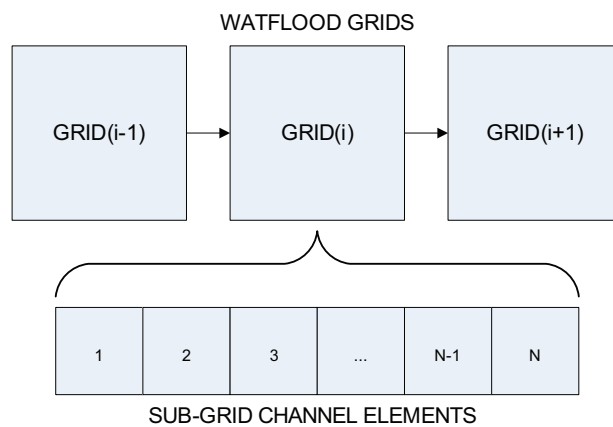 WATFLOOD GRIDS
GRID(i-1)
GRID(i)
GRID(i+1)
1
2
3
...
N-1
N
SUB-GRID CHANNEL ELEMENTS